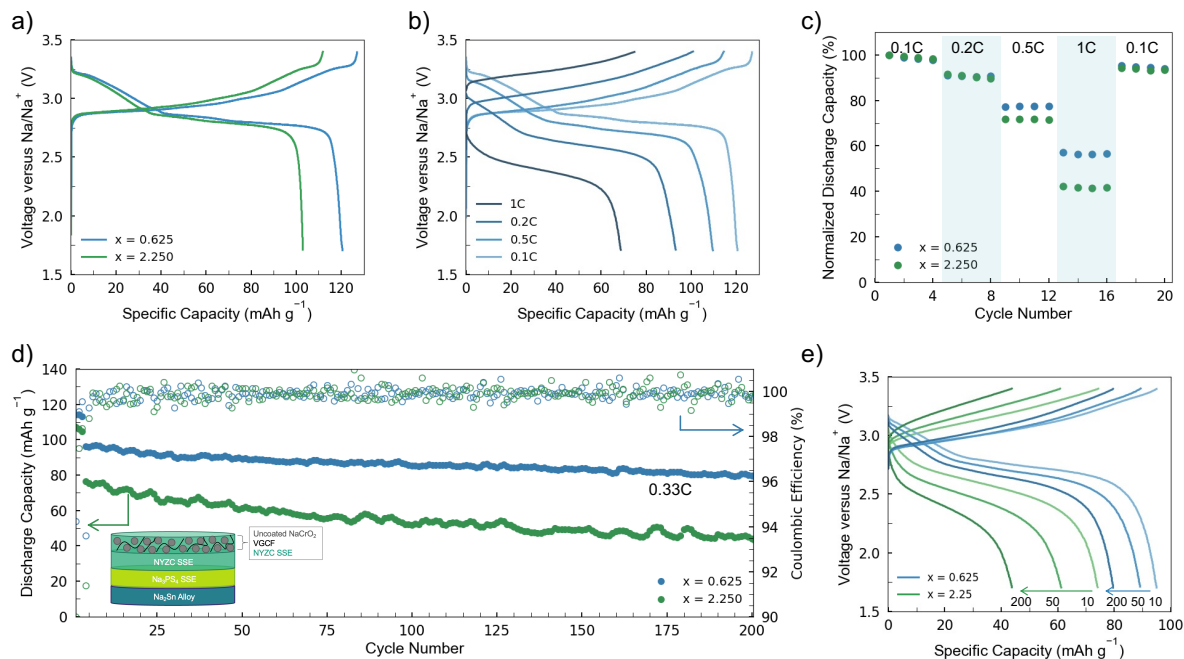 a)
3.5
3.0
2.5
2.0
1.5
Voltage versus Na/Na⁺ (V)
x = 0.625
x = 2.250
0 20 40 60 80 100 120
Specific Capacity (mAh g⁻¹)
b)
3.5
3.0
2.5
2.0
1.5
Voltage versus Na/Na⁺ (V)
1C
0.2C
0.5C
0.1C
0 20 40 60 80 100 120
Specific Capacity (mAh g⁻¹)
c)
100
80
60
40
20
0
Normalized Discharge Capacity (%)
0.1C 0.2C 0.5C 1C 0.1C
x = 0.625
x = 2.250
0 4 8 12 16 20
Cycle Number
d)
140
120
100
80
60
40
20
0
Discharge Capacity (mAh g⁻¹)
0.33C
Uncoated NaCrO₂
VGCF
NYZC SSE
NYZC SSE
Na₃PS₄ SSE
Na₂Sn Alloy
x = 0.625
x = 2.250
25 50 75 100 125 150 175 200
Cycle Number
100
98
96
94
92
91
90
Coulombic Efficiency (%)
e)
3.5
3.0
2.5
2.0
1.5
Voltage versus Na/Na⁺ (V)
x = 0.625
x = 2.25
200 50 10 200 50 10
0 20 40 60 80 100
Specific Capacity (mAh g⁻¹)